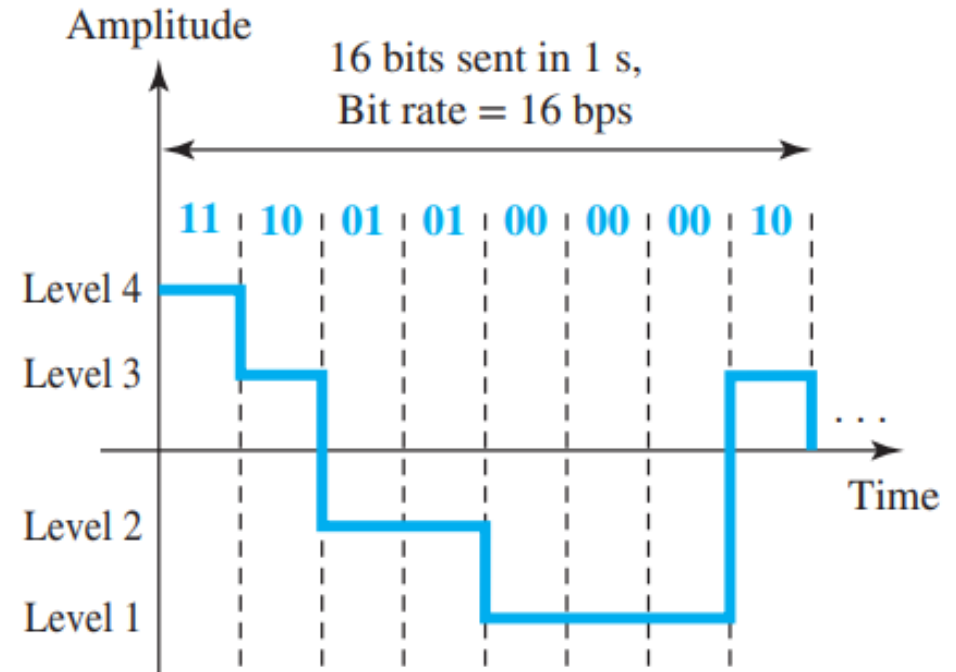 Amplitude
16 bits sent in 1 s,
Bit rate = 16 bps
11 10 01 01 00 00 00 10
Level 4
Level 3
. . .
Time
Level 2
Level 1